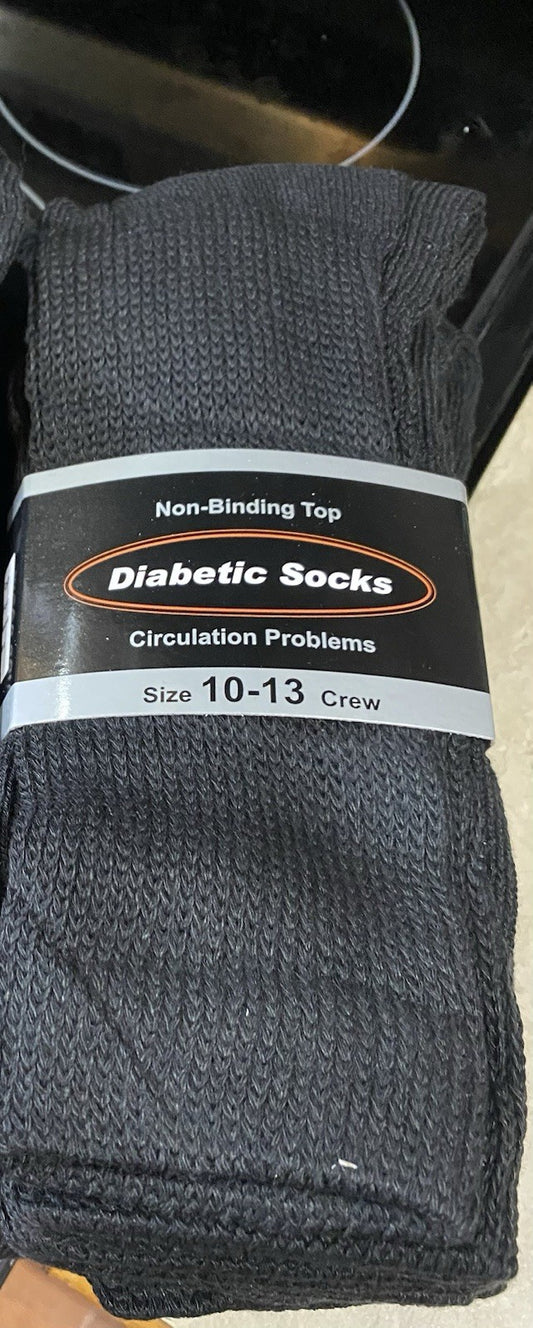 Non-Binding Top
Diabetic Socks
Circulation Problems
Size 10-13 Crew